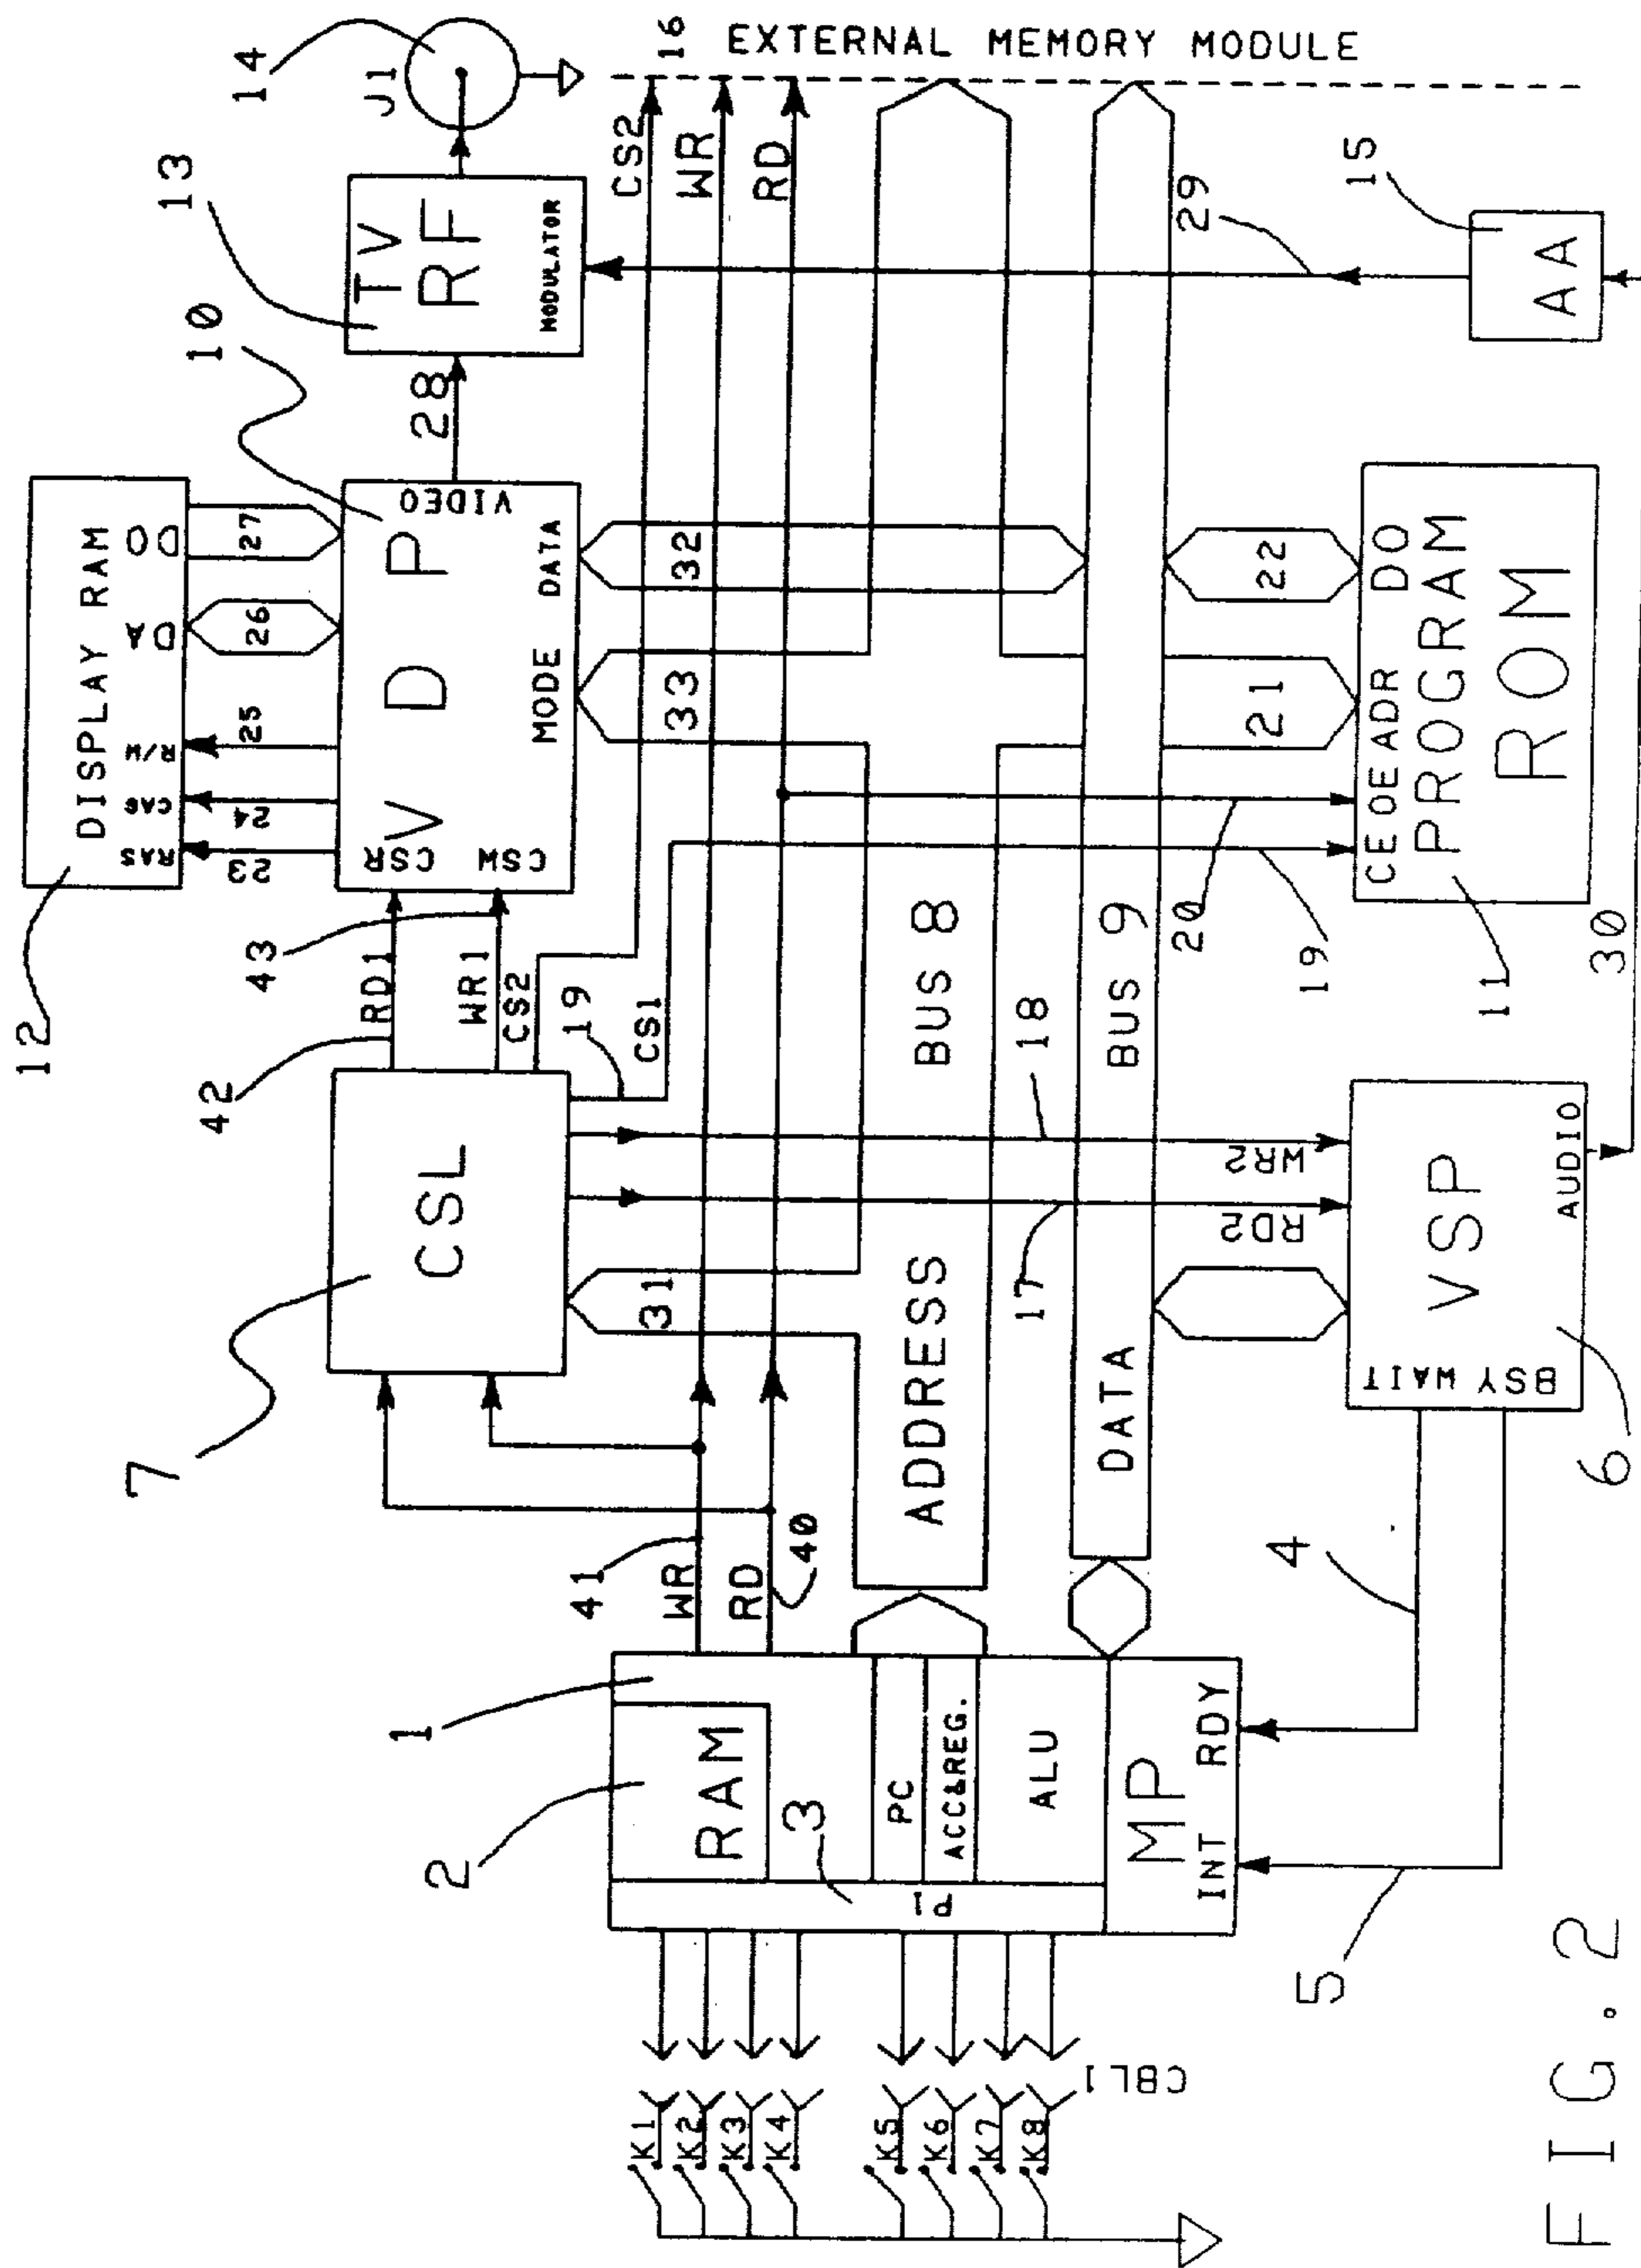 12
DISPLAY RAM
RAS
CAS
R/W
DA
DO
23
24
25
26
27
10
13
14
J1
7
CSL
42
RD1
43
WR1
CS2
19
CS1
CSR
CSW
V D P
VIDEO
MODE
DATA
28
TV
RF
MODULATOR
CS2
WR
RD
16
EXTERNAL MEMORY MODULE
41
WR
RD
40
31
33
32
1
2
RAM
3
PC
ACC&REG.
ALU
P1
MP
INT
RDY
K1
K2
K3
K4
K5
K6
K7
K8
CBL1
ADDRESS
BUS 8
DATA
BUS 9
17
18
RD2
WR2
20
19
21
22
29
4
5
WAIT
BSY
VSP
AUDIO
6
CE
OE
ADR
DO
PROGRAM
ROM
11
30
15
AA
FIG. 2